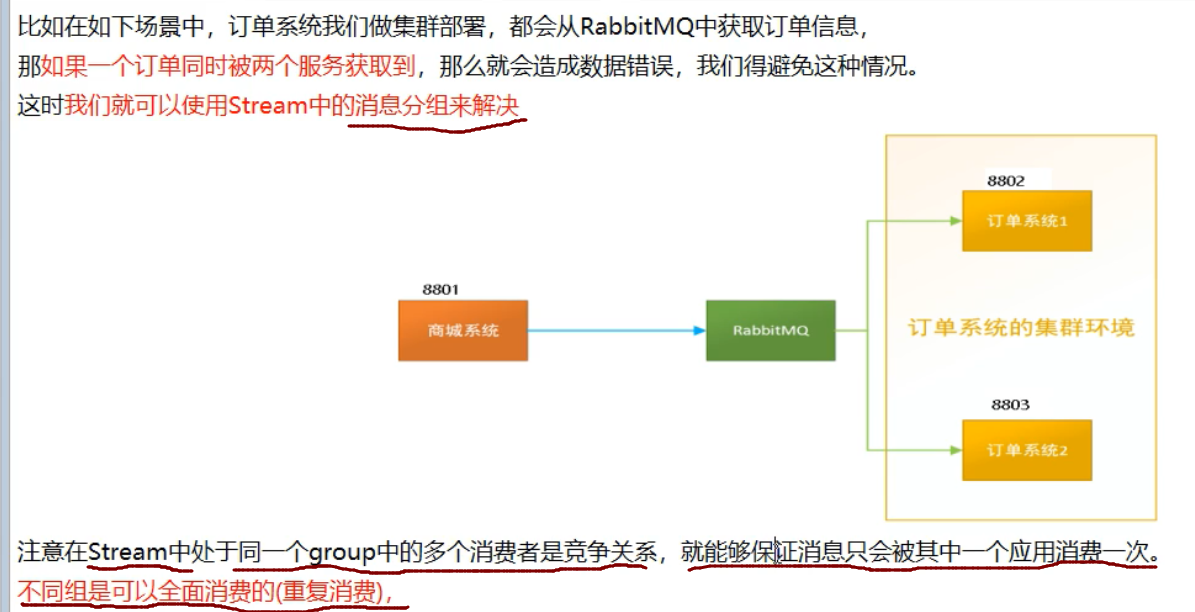 比如在如下场景中，订单系统我们做集群部署，都会从RabbitMQ中获取订单信息，
那如果一个订单同时被两个服务获取到，那么就会造成数据错误，我们得避免这种情况。
这时我们就可以使用Stream中的消息分组来解决
8802
订单系统1
8801
商城系统
RabbitMQ
订单系统的集群环境
8803
订单系统2
注意在Stream中处于同一个group中的多个消费者是竞争关系，就能够保证消息只会被其中一个应用消费一次。
不同组是可以全面消费的(重复消费)，